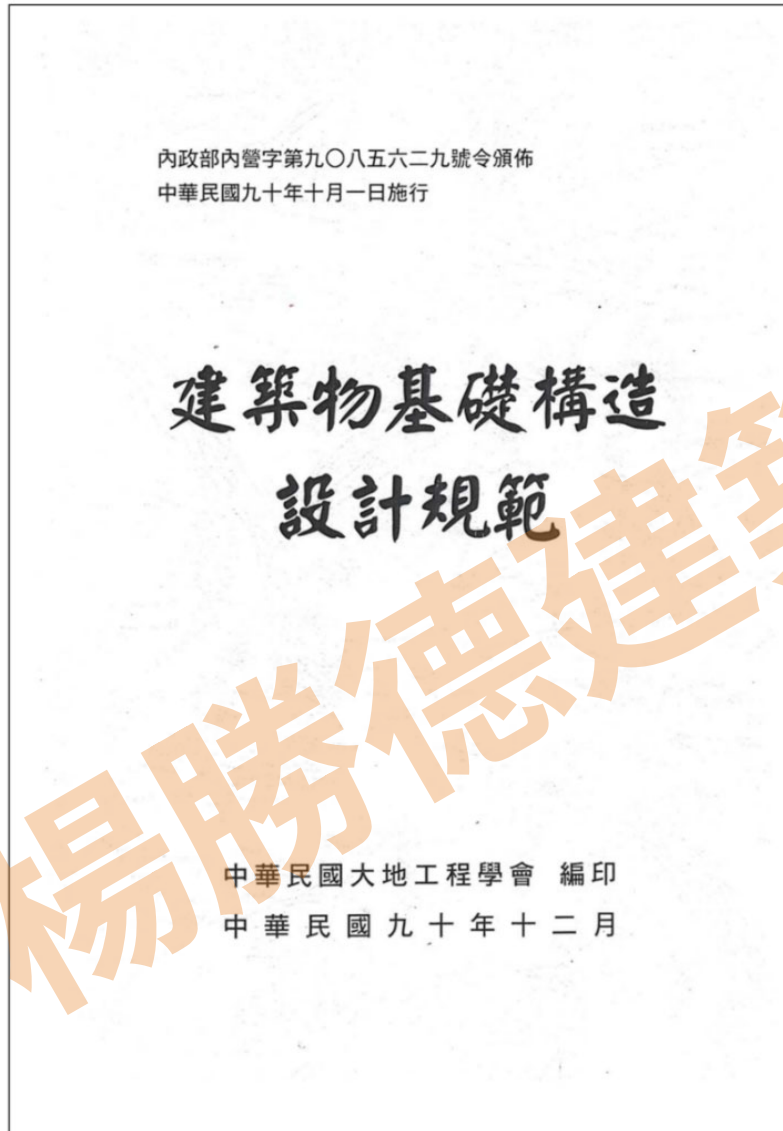 內政部內營字第九〇八五六二九號令頒佈
中華民國九十年十月一日施行
建築物基礎構造
設計規範
楊勝德建築
中華民國大地工程學會 編印
中華民國九十年十二月